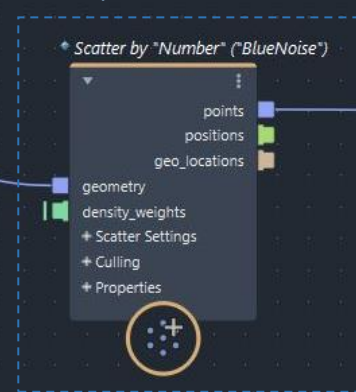 Scatter by "Number" ("BlueNoise")
points
positions
geo_locations
geometry
density_weights
+ Scatter Settings
+ Culling
+ Properties